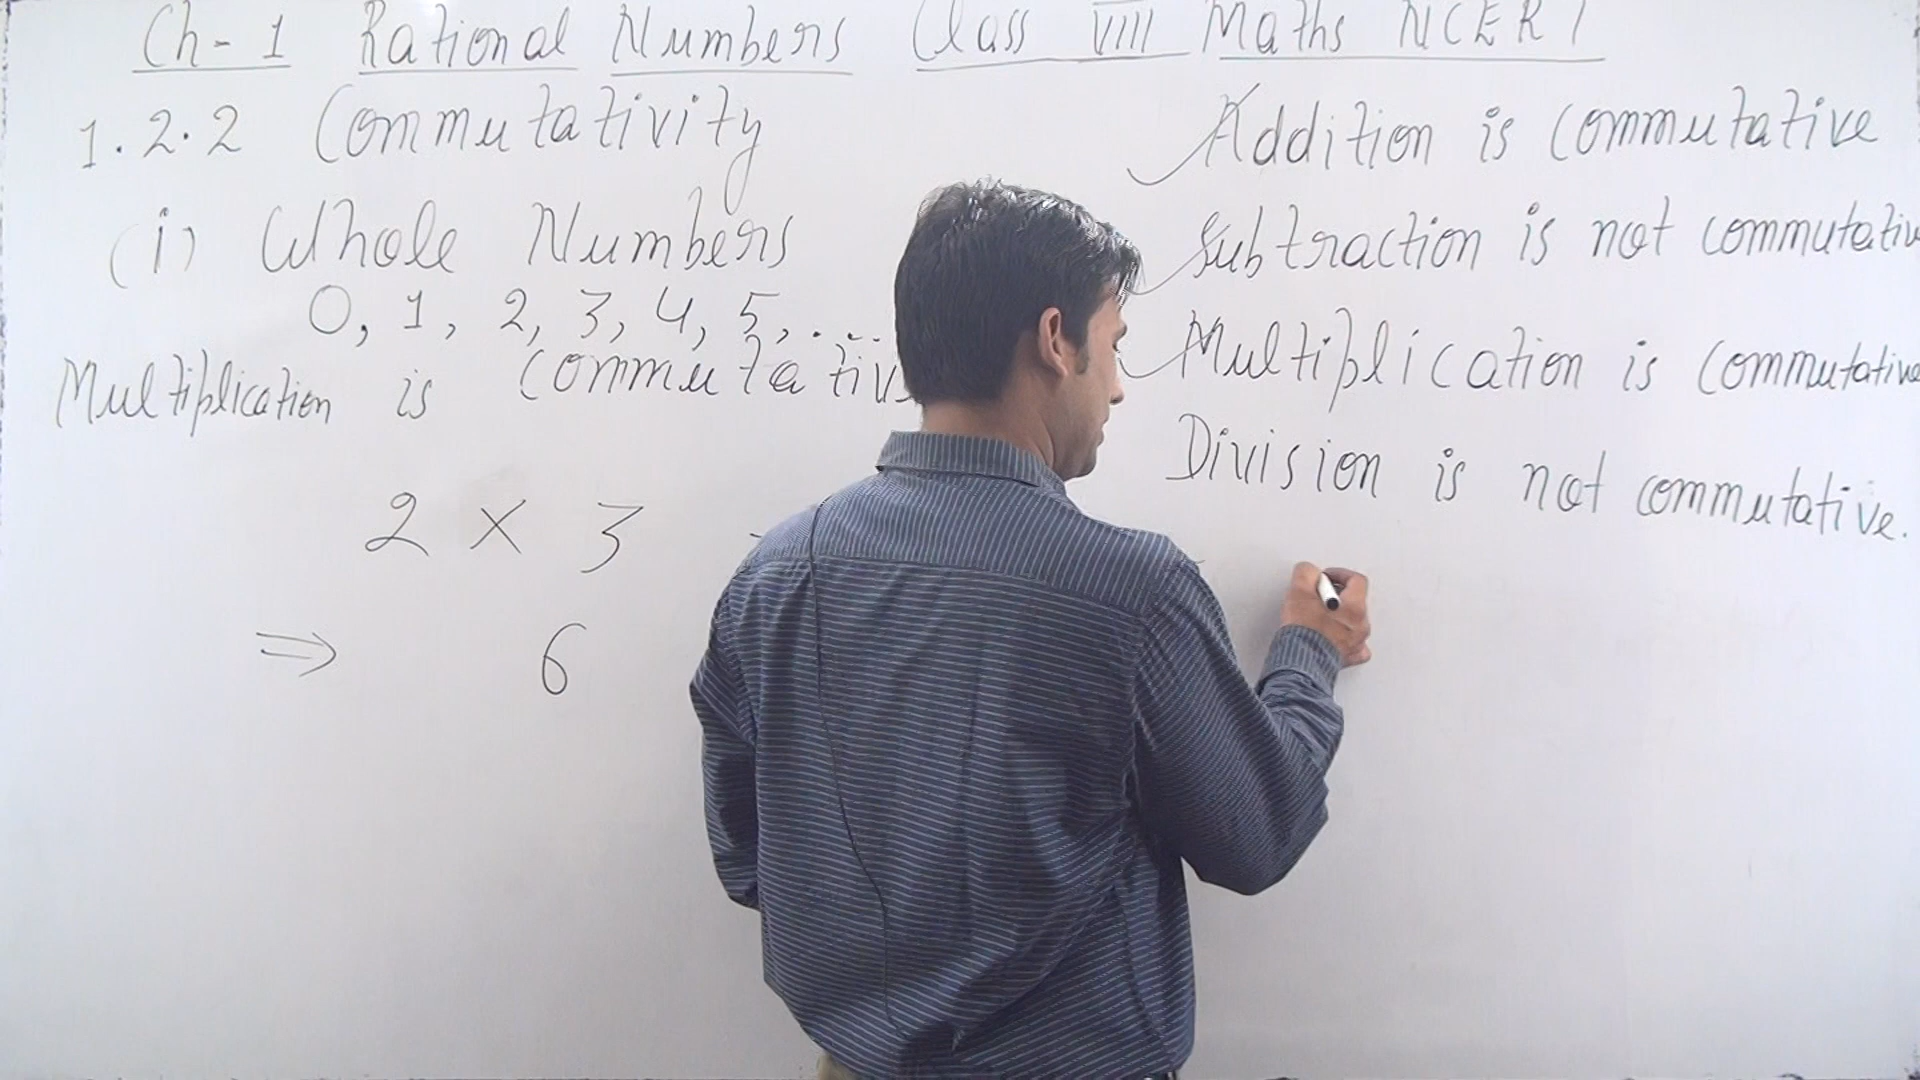 Ch-1 Rational Numbers Class VIII Maths NCERT
1.2.2 Commutativity
(i) Whole Numbers
0, 1, 2, 3, 4, 5, ....
Multiplication is Commutativ
2 × 3
⇒ 6
Addition is commutative
Subtraction is not commutativ
Multiplication is commutative
Division is not commutative.